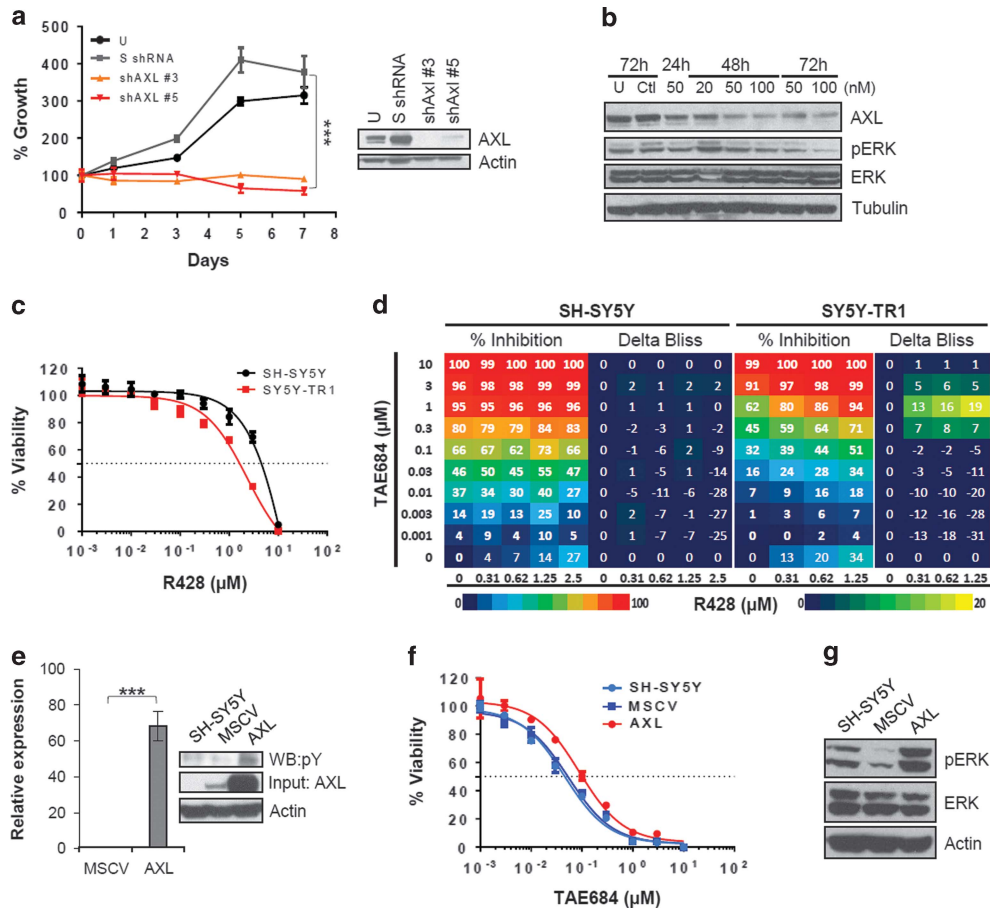 a
500
400
300
200
100
0
% Growth
0 1 2 3 4 5 6 7 8
Days
U
S shRNA
shAXL #3
shAXL #5
***
U
S shRNA
shAxl #3
shAxl #5
AXL
Actin
b
72h 24h 48h 72h
U Ctl 50 20 50 100 50 100 (nM)
AXL
pERK
ERK
Tubulin
c
120
100
80
60
40
20
0
% Viability
10⁻³ 10⁻² 10⁻¹ 10⁰ 10¹ 10²
R428 (µM)
SH-SY5Y
SY5Y-TR1
d
SH-SY5Y SY5Y-TR1
% Inhibition Delta Bliss % Inhibition Delta Bliss
TAE684 (µM)
10 100 99 100 100 100 0 0 0 0 0 99 100 100 100 0 1 1 1
3 96 98 98 99 99 0 2 1 2 2 91 97 98 99 0 5 6 5
1 95 95 96 96 96 0 1 1 1 0 62 80 86 94 0 13 16 19
0.3 80 79 79 84 83 0 -2 -3 1 -2 45 59 64 71 0 7 8 7
0.1 66 67 62 73 66 0 -1 -6 2 -9 32 39 44 51 0 -2 -2 -5
0.03 46 50 45 55 47 0 1 -5 1 -14 16 24 28 34 0 -3 -5 -11
0.01 37 34 30 40 27 0 -5 -11 -6 -28 7 9 16 18 0 -10 -10 -20
0.003 14 19 13 25 10 0 2 -7 -1 -27 1 3 6 7 0 -12 -16 -28
0.001 4 9 4 10 5 0 1 -7 -7 -25 0 0 0 4 0 -13 -18 -31
0 0 4 7 14 27 0 0 0 0 0 0 13 20 34 0 0 0 0
0 0.31 0.62 1.25 2.5 0 0.31 0.62 1.25 2.5 0 0.31 0.62 1.25 0 0.31 0.62 1.25
0 100 R428 (µM) 0 20
e
100
80
60
40
20
0
Relative expression
MSCV AXL
***
SH-SY5Y
MSCV
AXL
WB:pY
Input: AXL
Actin
f
120
100
80
60
40
20
0
% Viability
10⁻³ 10⁻² 10⁻¹ 10⁰ 10¹ 10²
TAE684 (µM)
SH-SY5Y
MSCV
AXL
g
SH-SY5Y
MSCV
AXL
pERK
ERK
Actin